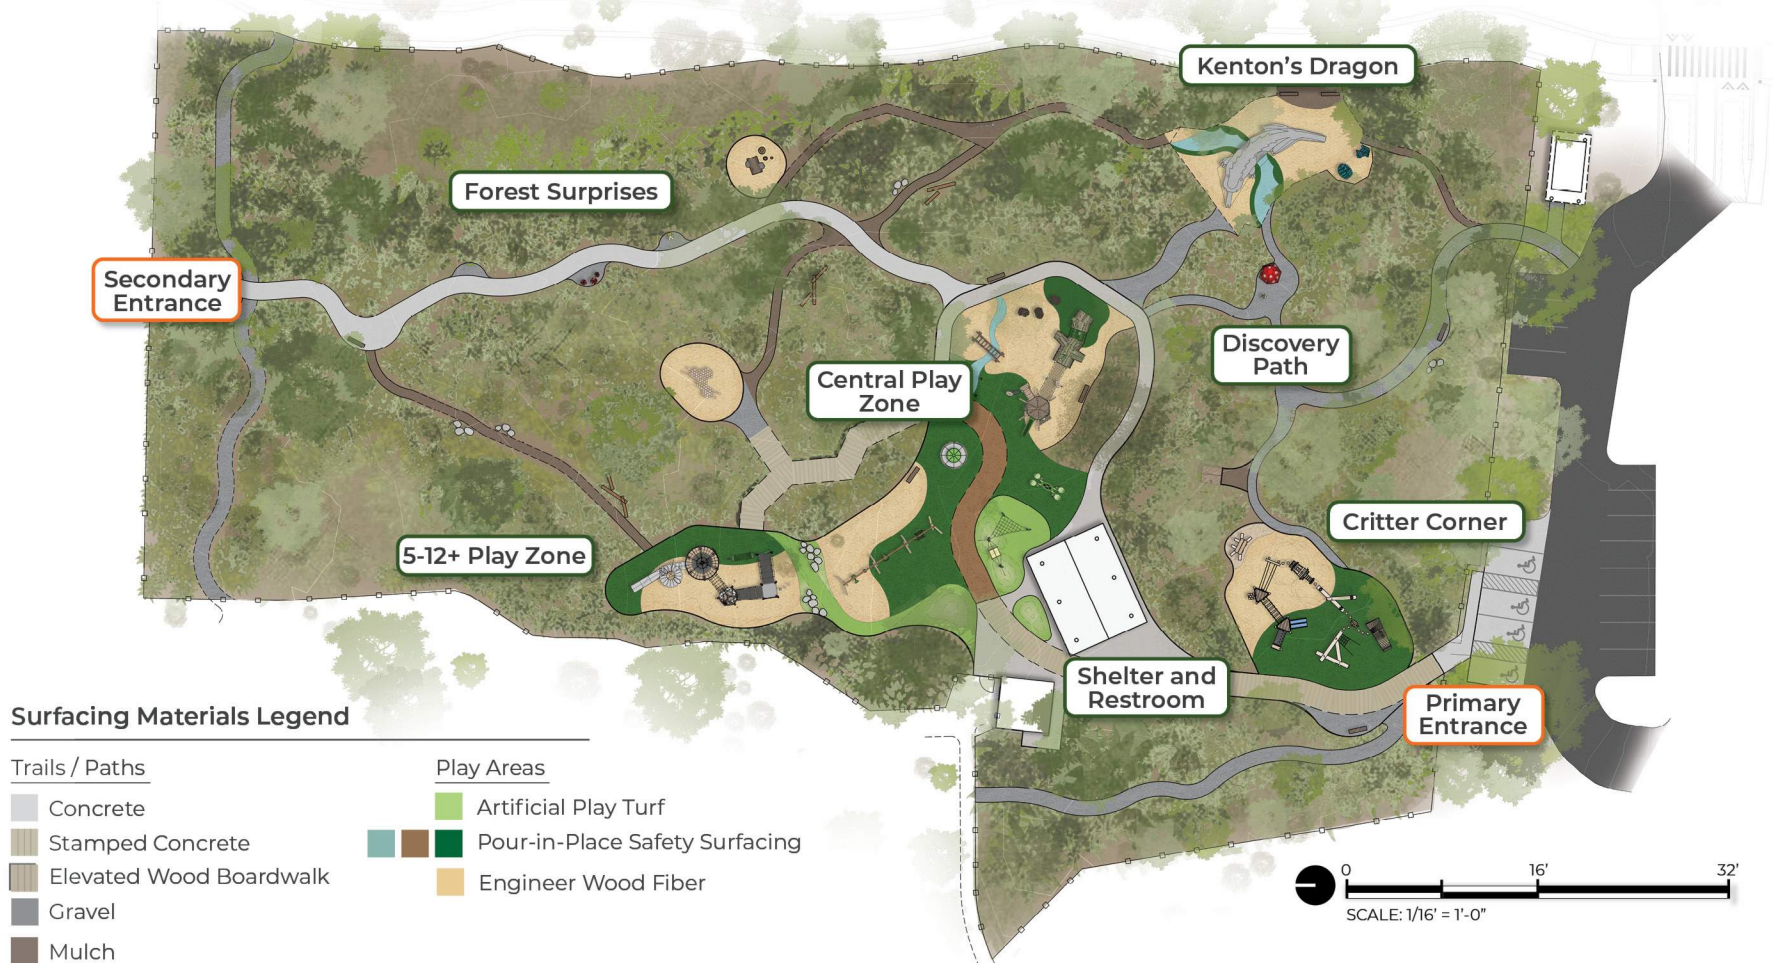 Kenton's Dragon
Forest Surprises
Secondary
Entrance
Discovery
Path
Central Play
Zone
Critter Corner
5-12+ Play Zone
Shelter and
Restroom
Primary
Entrance
Surfacing Materials Legend
Trails / Paths
Concrete
Stamped Concrete
Elevated Wood Boardwalk
Gravel
Mulch
Play Areas
Artificial Play Turf
Pour-in-Place Safety Surfacing
Engineer Wood Fiber
0 16' 32'
SCALE: 1/16' = 1'-0"